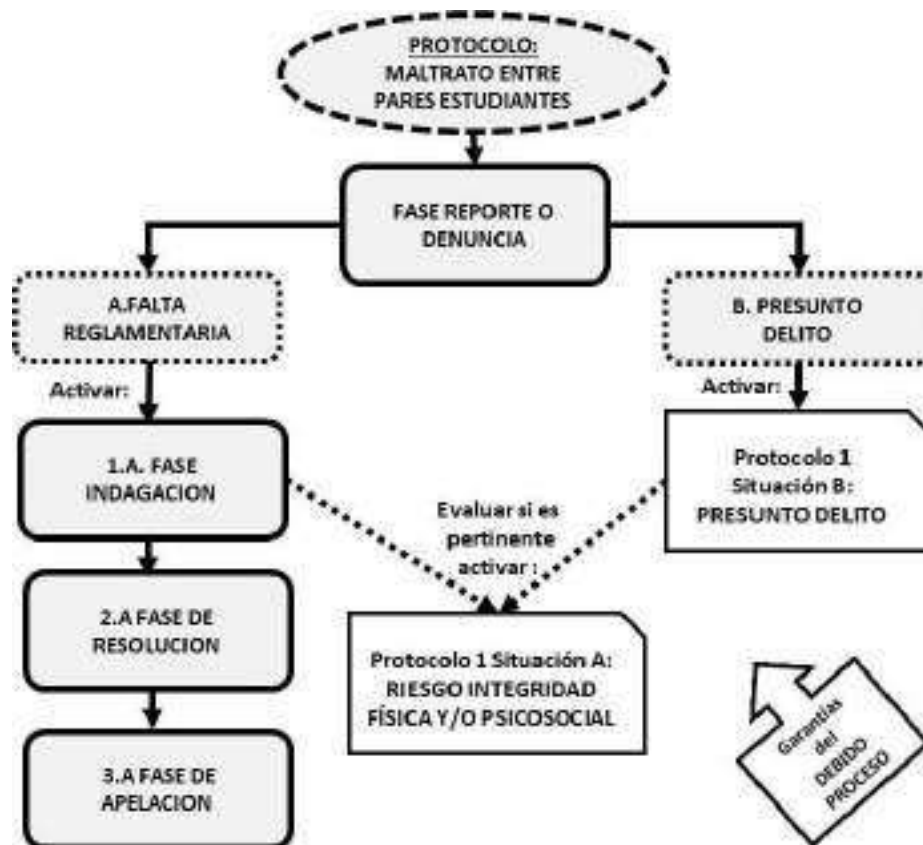 PROTOCOLO:
MALTRATO ENTRE
PARES ESTUDIANTES
FASE REPORTE O
DENUNCIA
A.FALTA
REGLAMENTARIA
B. PRESUNTO
DELITO
Activar:
Activar:
1.A. FASE
INDAGACION
Protocolo 1
Situación B:
PRESUNTO DELITO
Evaluar si es
pertinente
activar :
2.A FASE DE
RESOLUCION
Protocolo 1 Situación A:
RIESGO INTEGRIDAD
FÍSICA Y/O PSICOSOCIAL
Garantías
del
DEBIDO
PROCESO
3.A FASE DE
APELACION